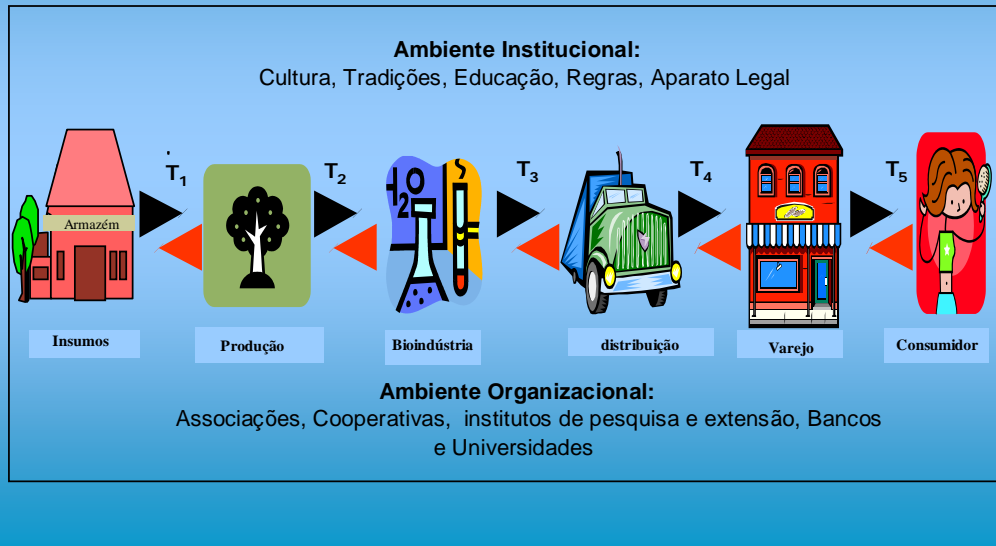 Ambiente Institucional:
Cultura, Tradições, Educação, Regras, Aparato Legal
T1
T2
T3
T4
T5
Armazém
H2O
Insumos
Produção
Bioindústria
distribuição
Varejo
Consumidor
Ambiente Organizacional:
Associações, Cooperativas, institutos de pesquisa e extensão, Bancos
e Universidades